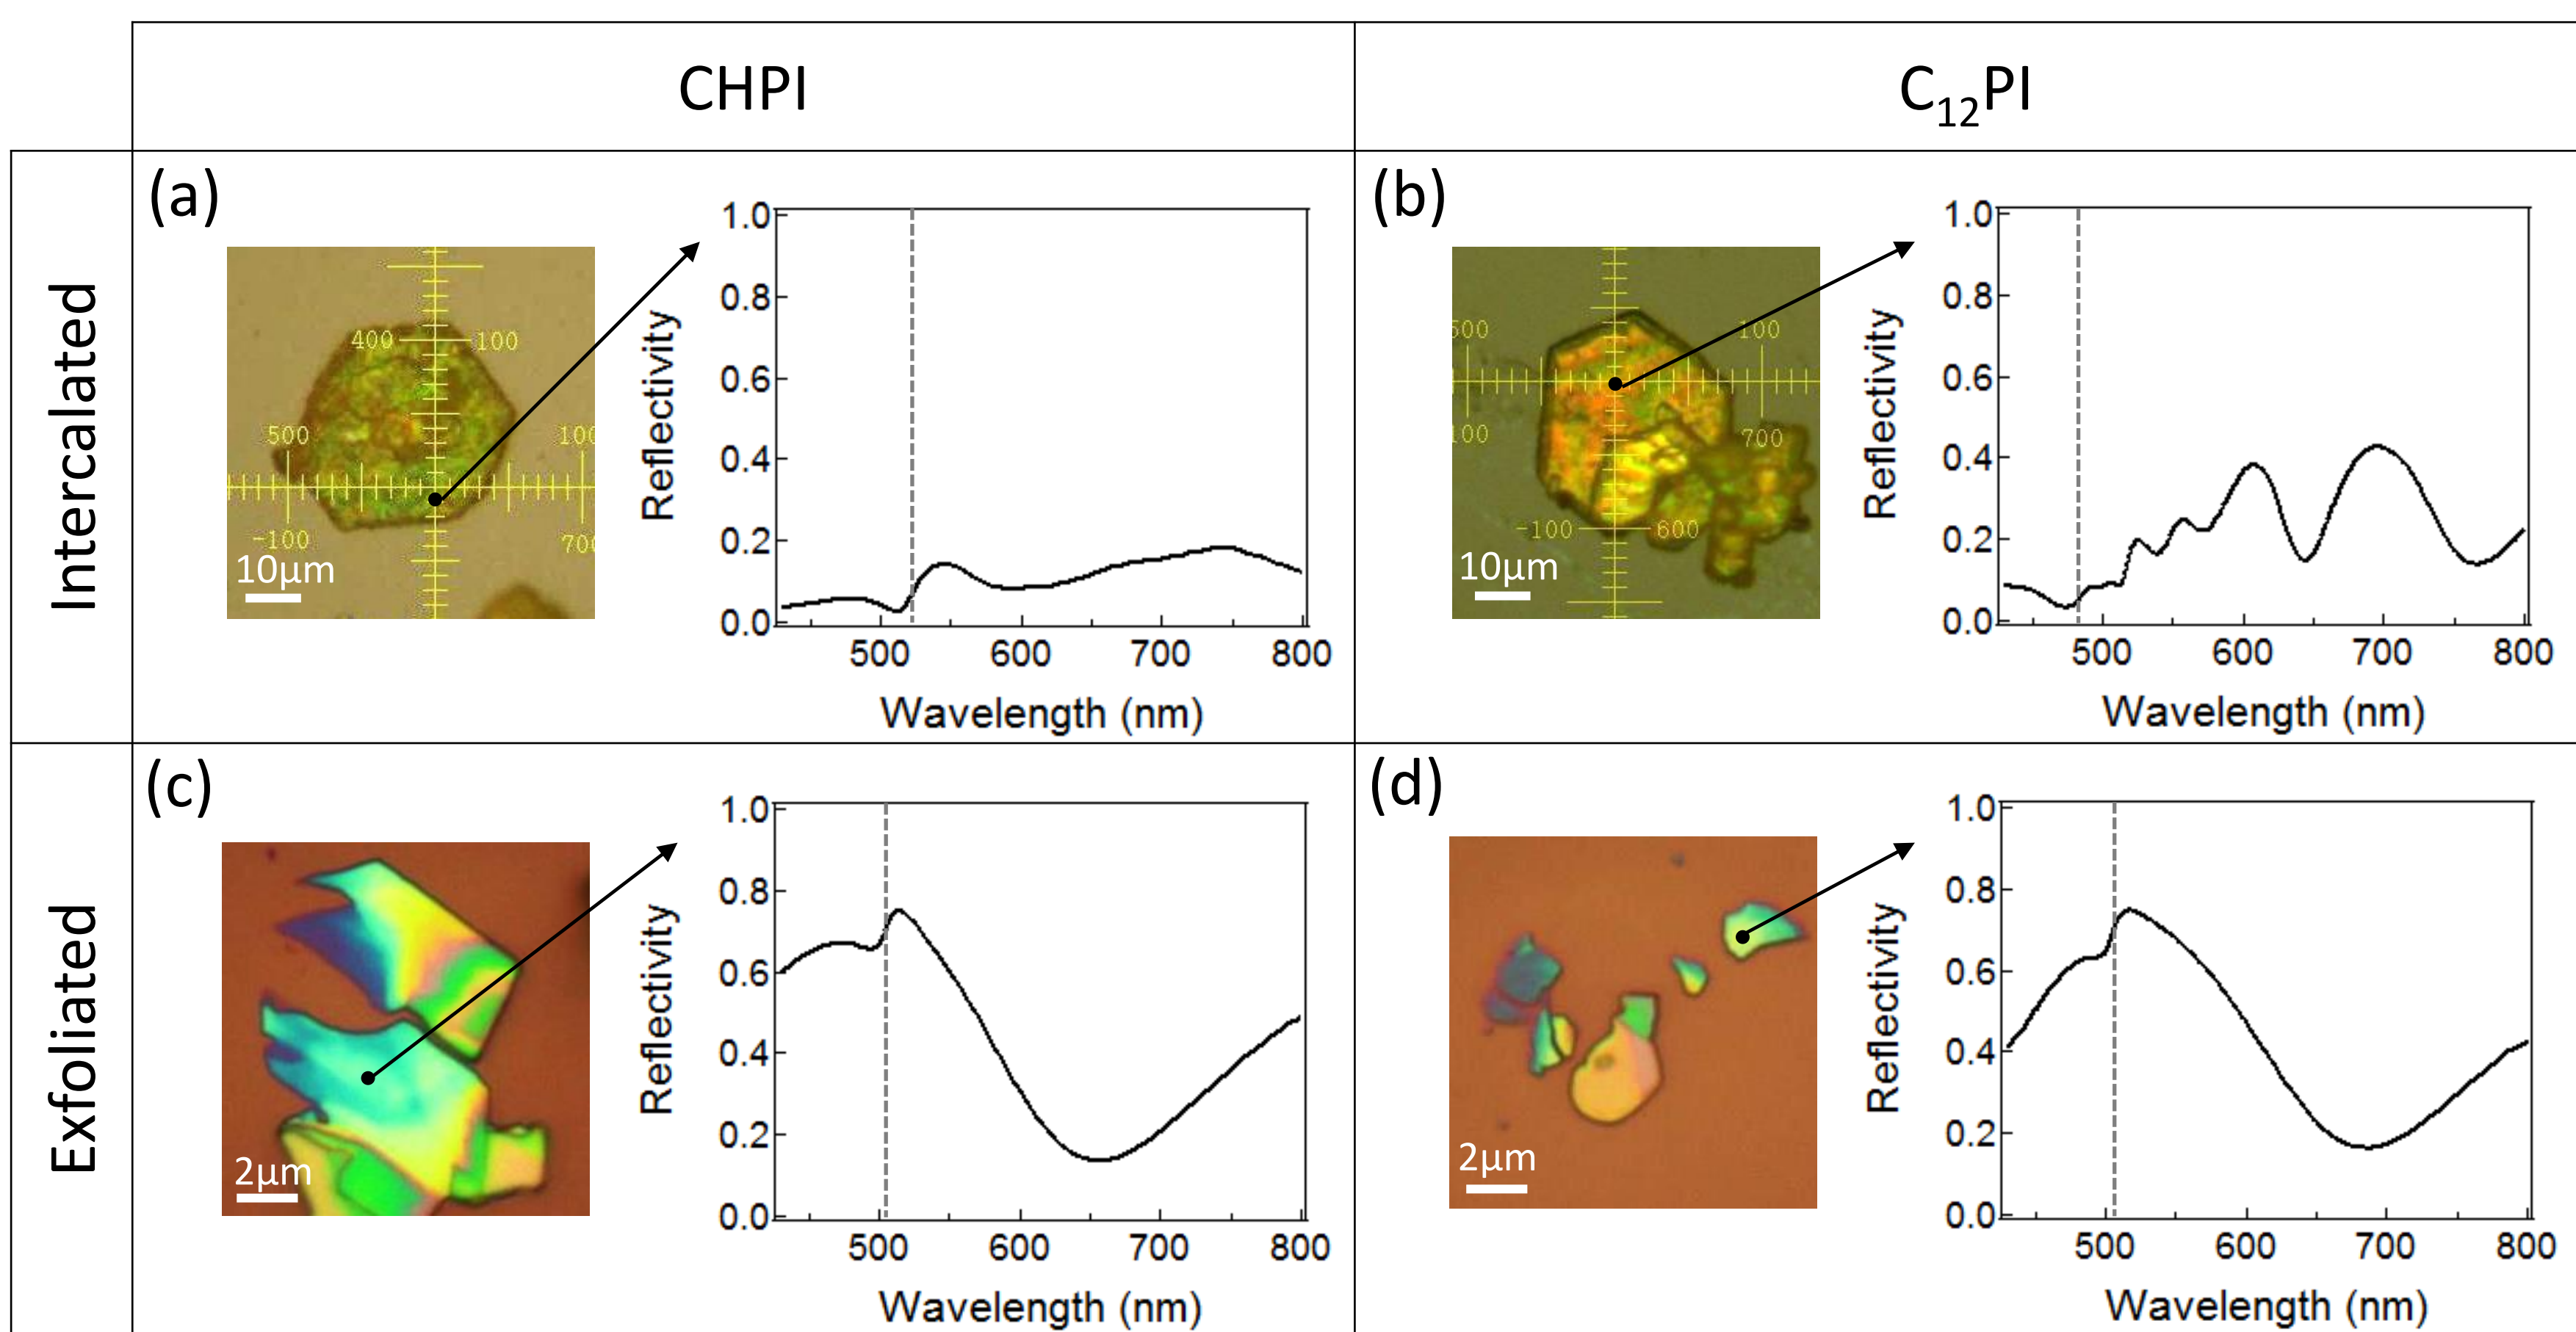 CHPI
C₁₂PI
Intercalated
(a)
400
100
500
100
-100
700
10μm
1.0
0.8
0.6
0.4
0.2
0.0
Reflectivity
500 600 700 800
Wavelength (nm)
(b)
500
100
100
700
-100
600
10μm
1.0
0.8
0.6
0.4
0.2
0.0
Reflectivity
500 600 700 800
Wavelength (nm)
Exfoliated
(c)
2μm
1.0
0.8
0.6
0.4
0.2
0.0
Reflectivity
500 600 700 800
Wavelength (nm)
(d)
2μm
1.0
0.8
0.6
0.4
0.2
0.0
Reflectivity
500 600 700 800
Wavelength (nm)